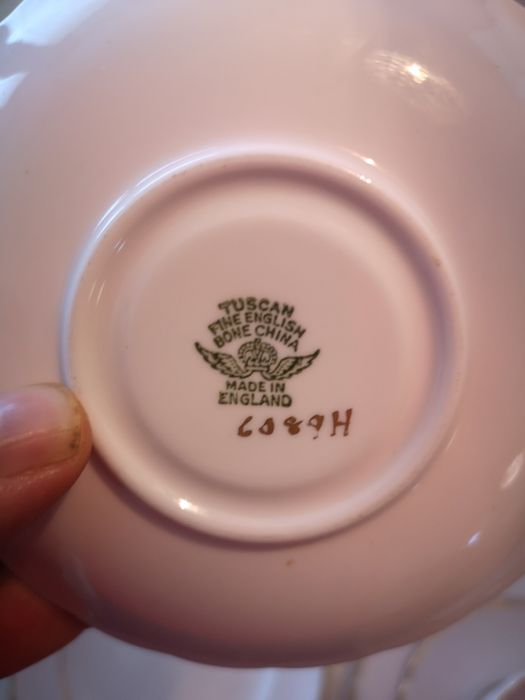 TUSCAN
FINE ENGLISH
BONE CHINA
MADE IN
ENGLAND
6089H